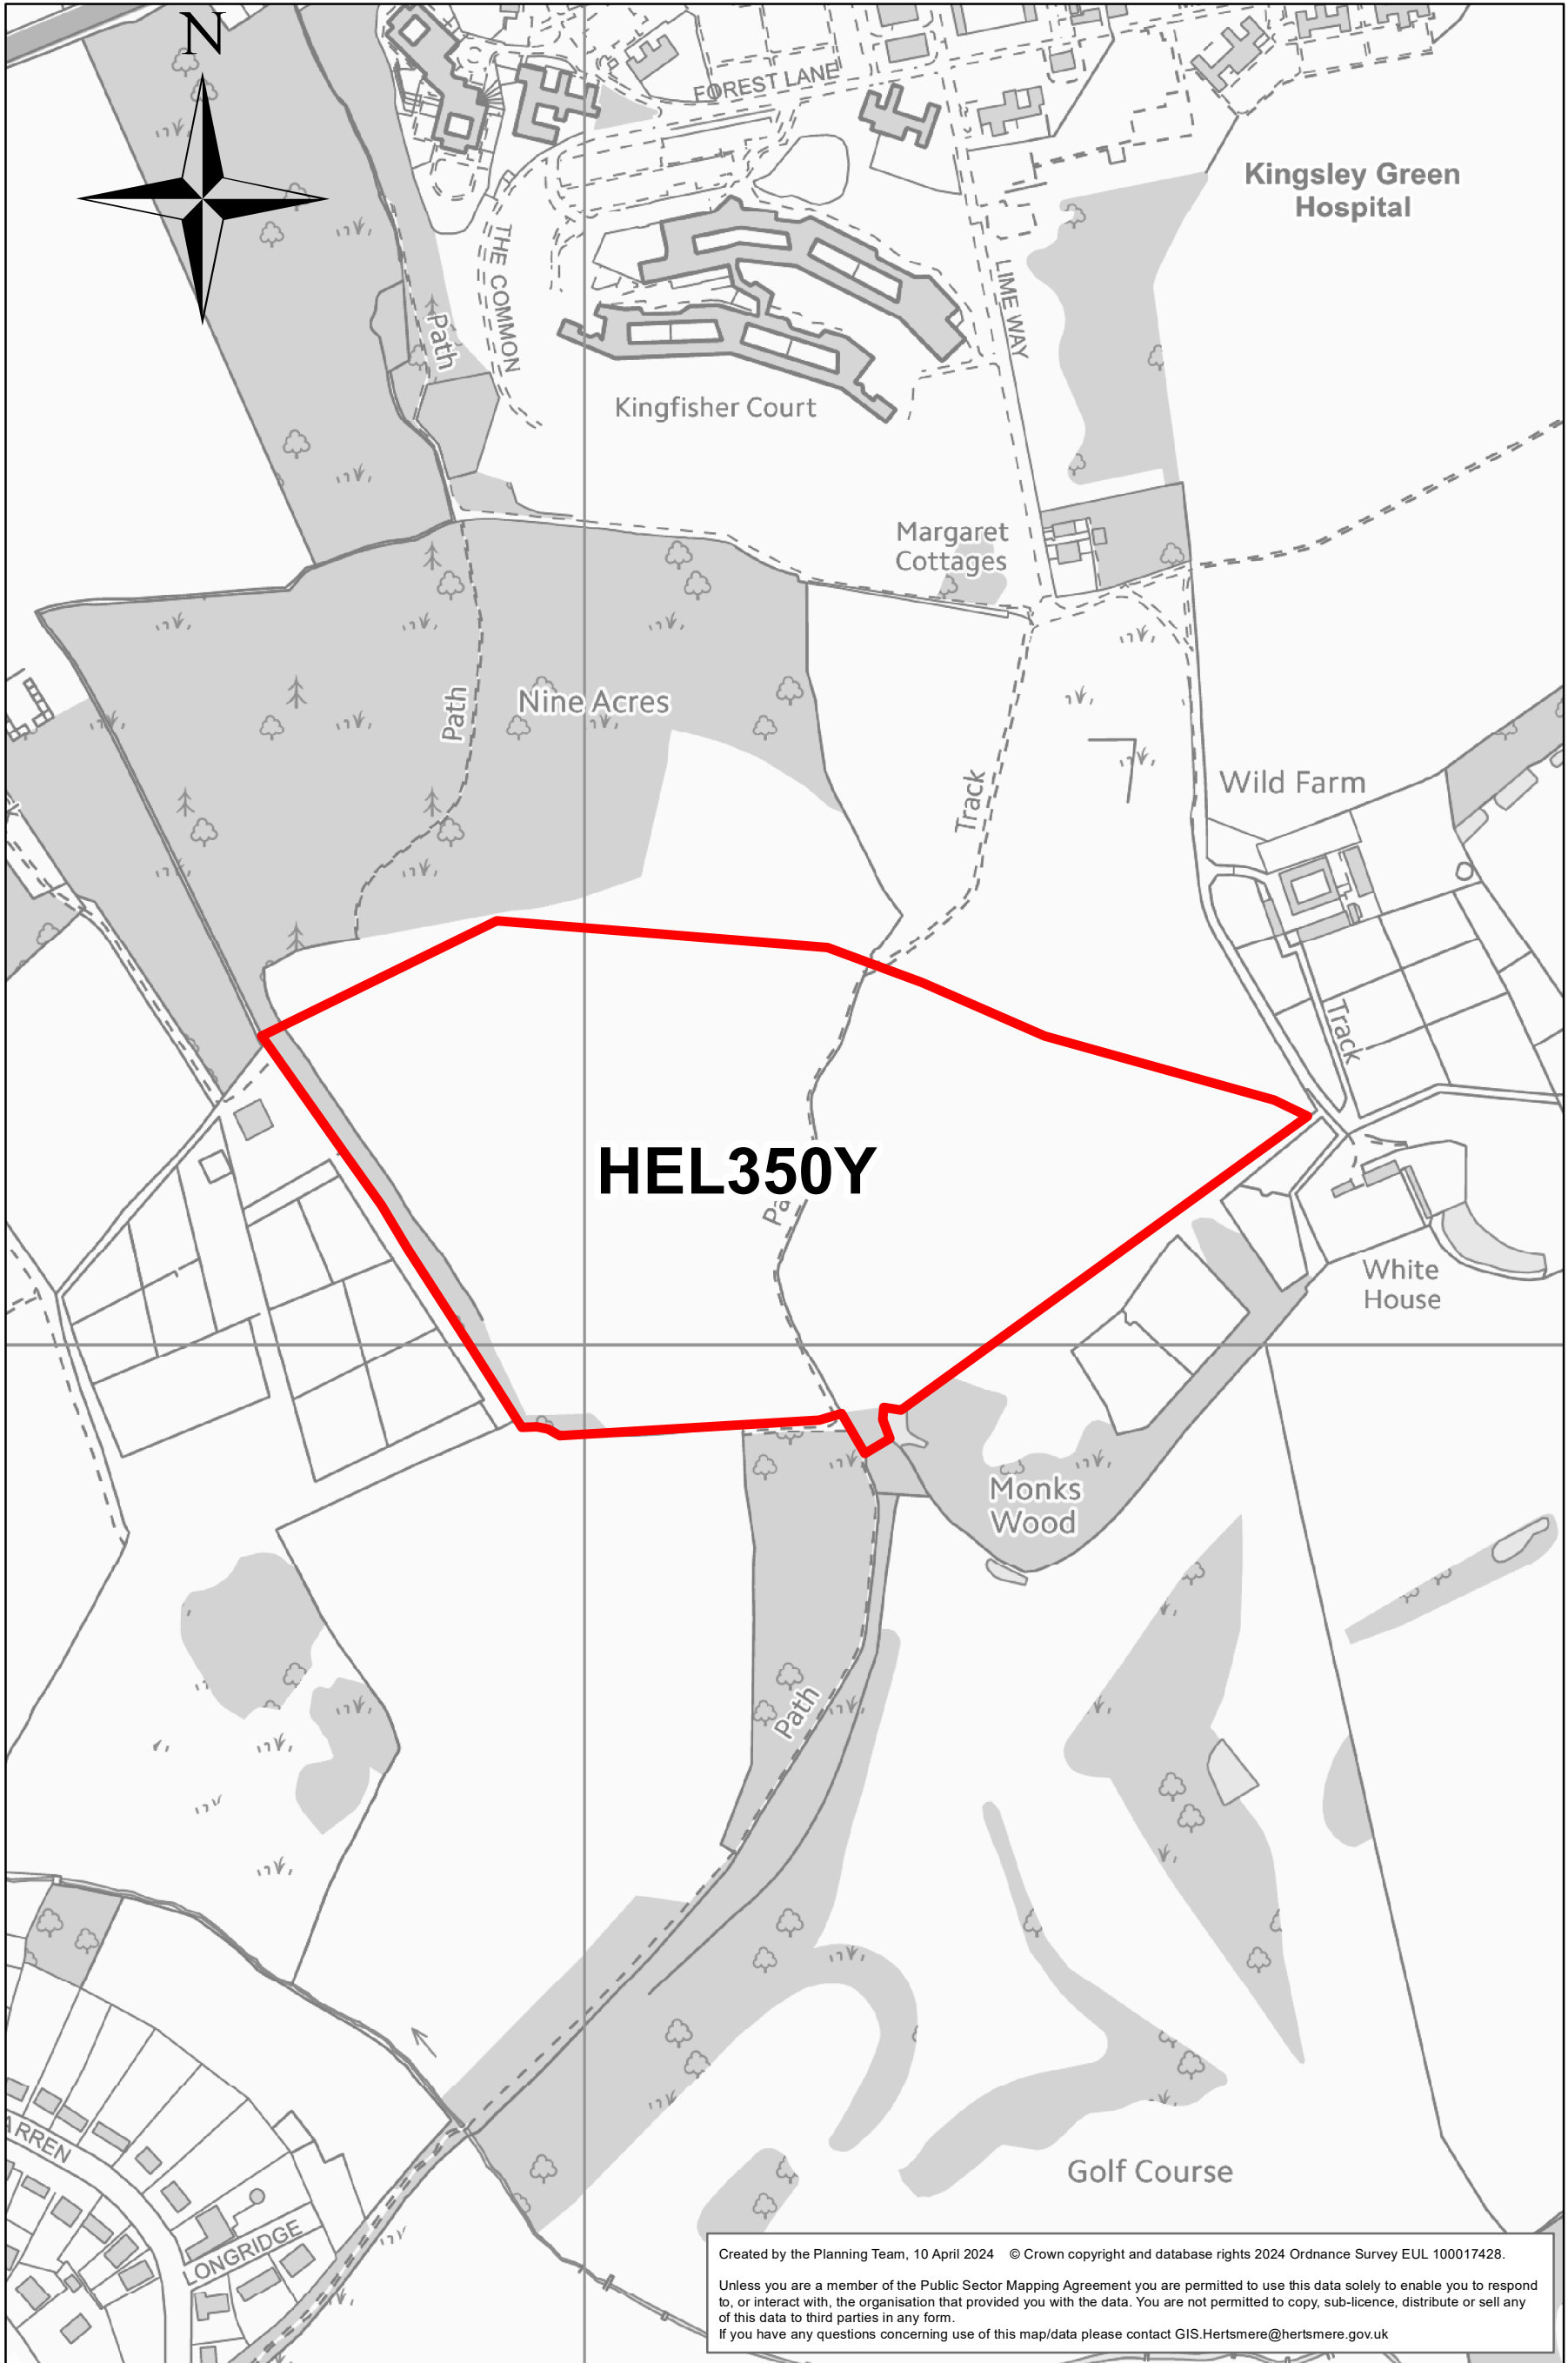 N
FOREST LANE
Kingsley Green
Hospital
THE COMMON
LIME WAY
Path
Kingfisher Court
Margaret
Cottages
Path
Nine Acres
Track
Wild Farm
Track
HEL350Y
Pa
White
House
Monks
Wood
Path
ARREN
LONGRIDGE
Golf Course
Created by the Planning Team, 10 April 2024 © Crown copyright and database rights 2024 Ordnance Survey EUL 100017428.
Unless you are a member of the Public Sector Mapping Agreement you are permitted to use this data solely to enable you to respond
to, or interact with, the organisation that provided you with the data. You are not permitted to copy, sub-licence, distribute or sell any
of this data to third parties in any form.
If you have any questions concerning use of this map/data please contact GIS.Hertsmere@hertsmere.gov.uk